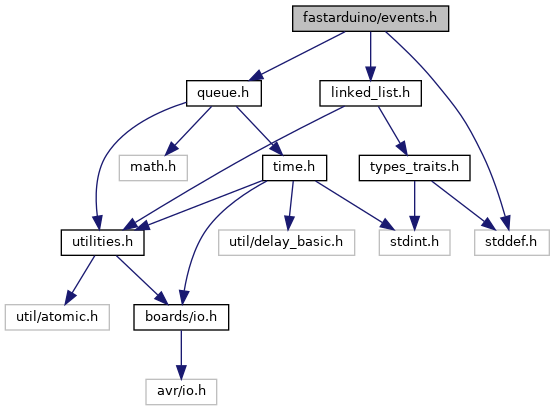 fastarduino/events.h
queue.h
linked_list.h
math.h
time.h
types_traits.h
utilities.h
util/delay_basic.h
stdint.h
stddef.h
util/atomic.h
boards/io.h
avr/io.h